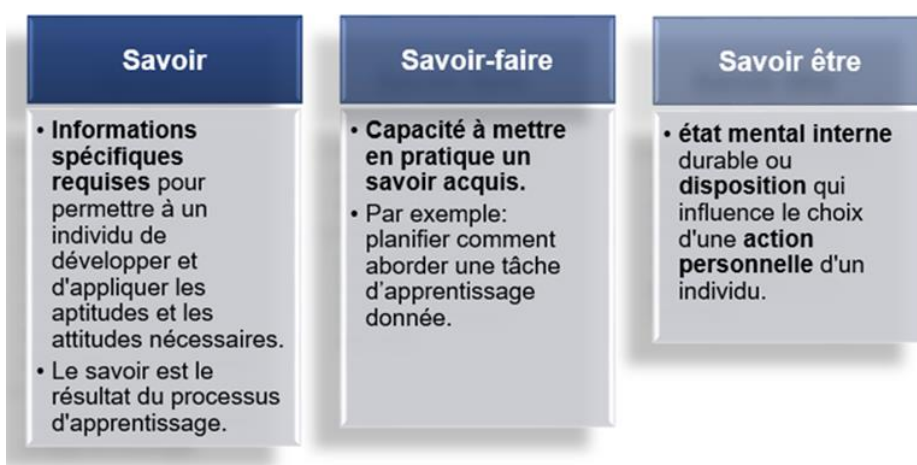 Savoir
• Informations
spécifiques
requises pour
permettre à un
individu de
développer et
d'appliquer les
aptitudes et les
attitudes nécessaires.
• Le savoir est le
résultat du processus
d'apprentissage.
Savoir-faire
• Capacité à mettre
en pratique un
savoir acquis.
• Par exemple:
planifier comment
aborder une tâche
d’apprentissage
donnée.
Savoir être
• état mental interne
durable ou
disposition qui
influence le choix
d'une action
personnelle d'un
individu.